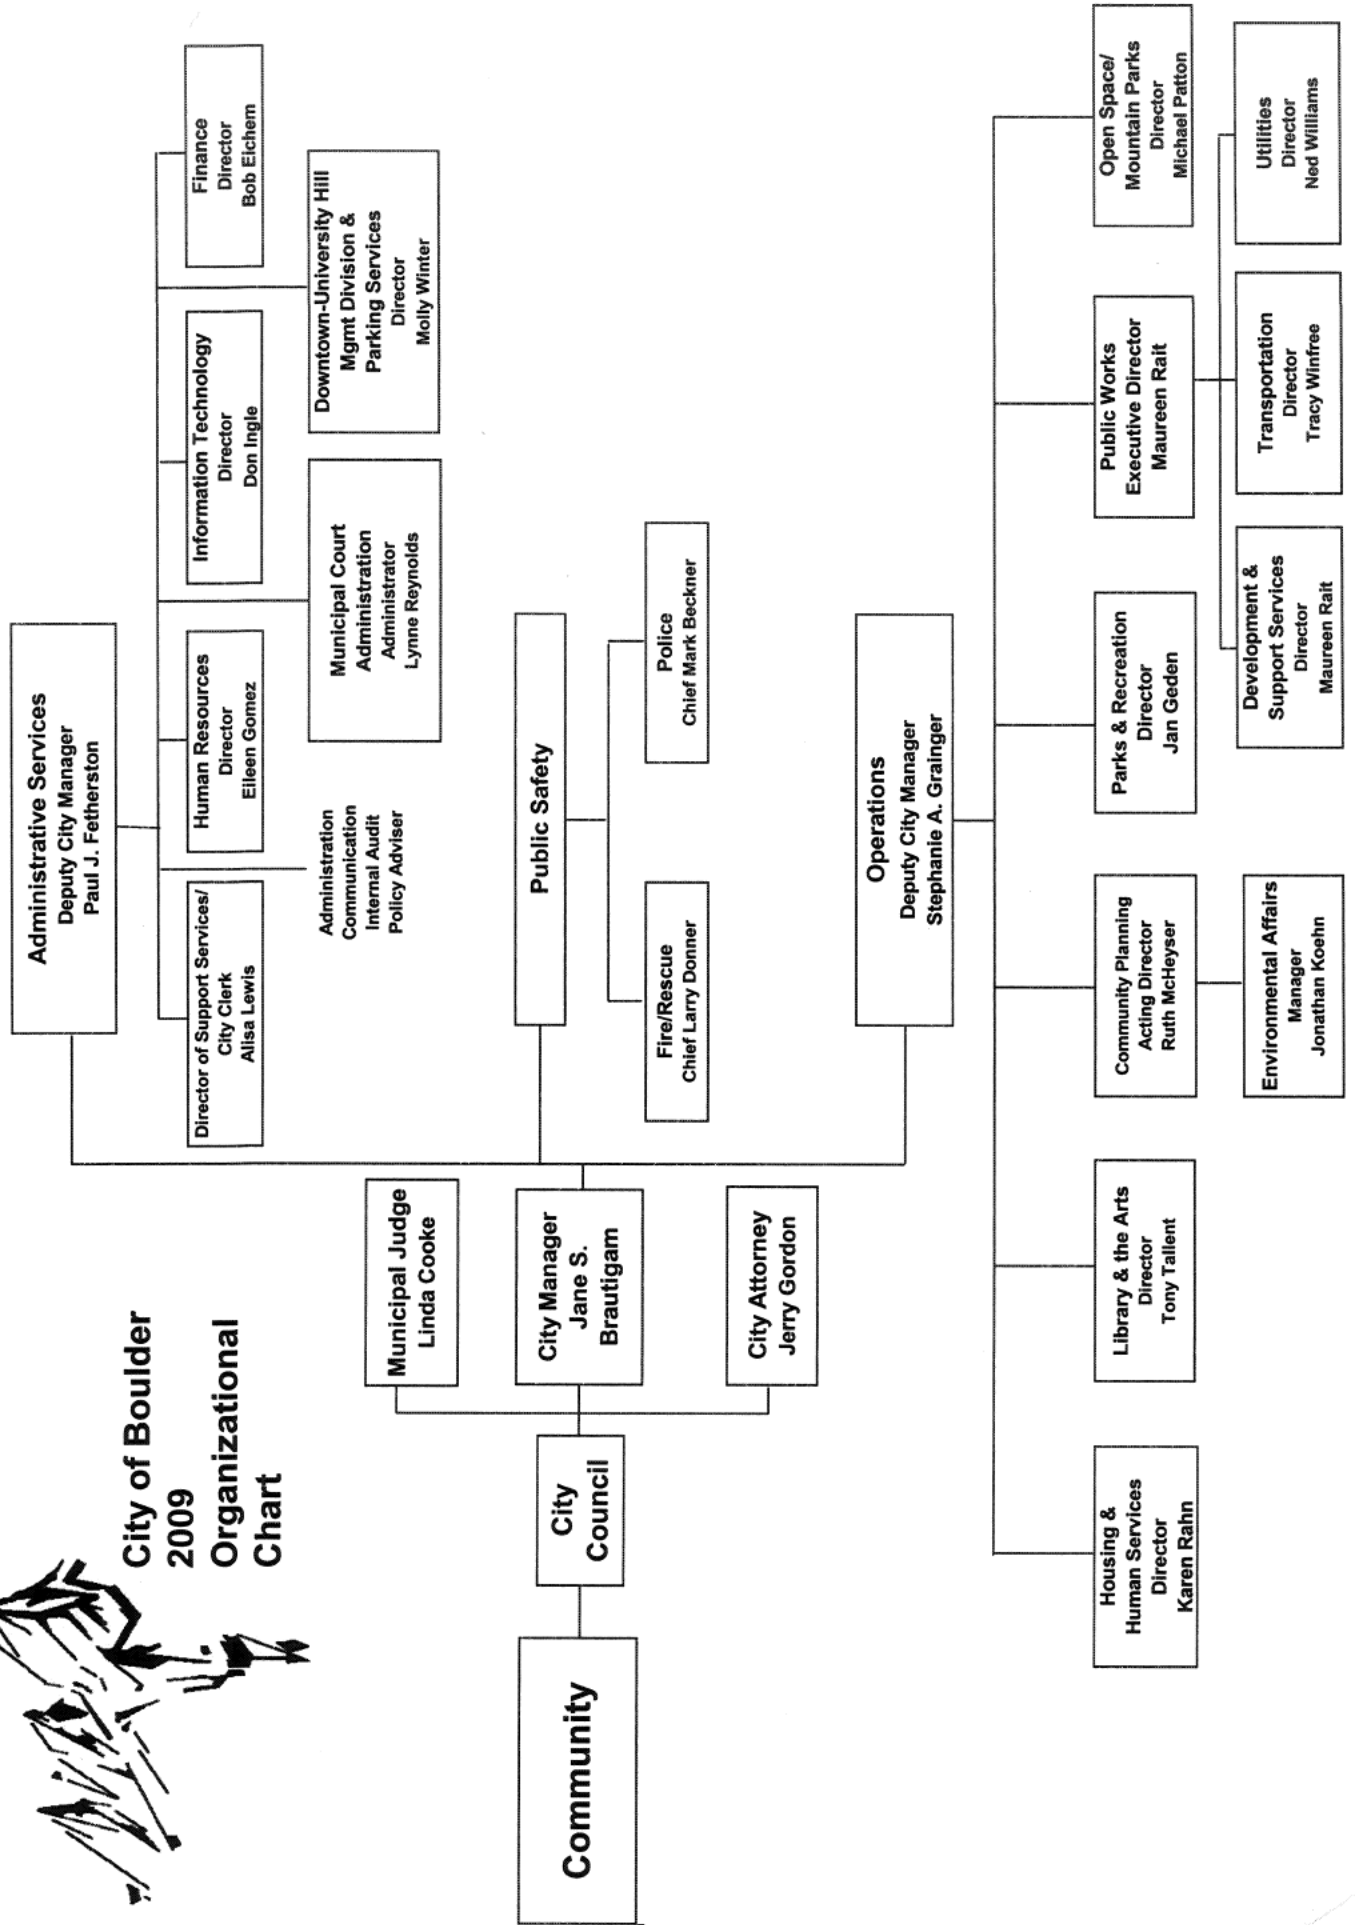 City of Boulder
2009
Organizational
Chart
Community
City
Council
Municipal Judge
Linda Cooke
City Manager
Jane S.
Brautigam
City Attorney
Jerry Gordon
Administrative Services
Deputy City Manager
Paul J. Fetherston
Director of Support Services/
City Clerk
Alisa Lewis
Human Resources
Director
Eileen Gomez
Information Technology
Director
Don Ingle
Finance
Director
Bob Eichem
Administration
Communication
Internal Audit
Policy Adviser
Municipal Court
Administration
Administrator
Lynne Reynolds
Downtown-University Hill
Mgmt Division &
Parking Services
Director
Molly Winter
Public Safety
Fire/Rescue
Chief Larry Donner
Police
Chief Mark Beckner
Operations
Deputy City Manager
Stephanie A. Grainger
Housing &
Human Services
Director
Karen Rahn
Library & the Arts
Director
Tony Tallent
Community Planning
Acting Director
Ruth McHeyser
Parks & Recreation
Director
Jan Geden
Public Works
Executive Director
Maureen Rait
Open Space/
Mountain Parks
Director
Michael Patton
Environmental Affairs
Manager
Jonathan Koehn
Development &
Support Services
Director
Maureen Rait
Transportation
Director
Tracy Winfree
Utilities
Director
Ned Williams